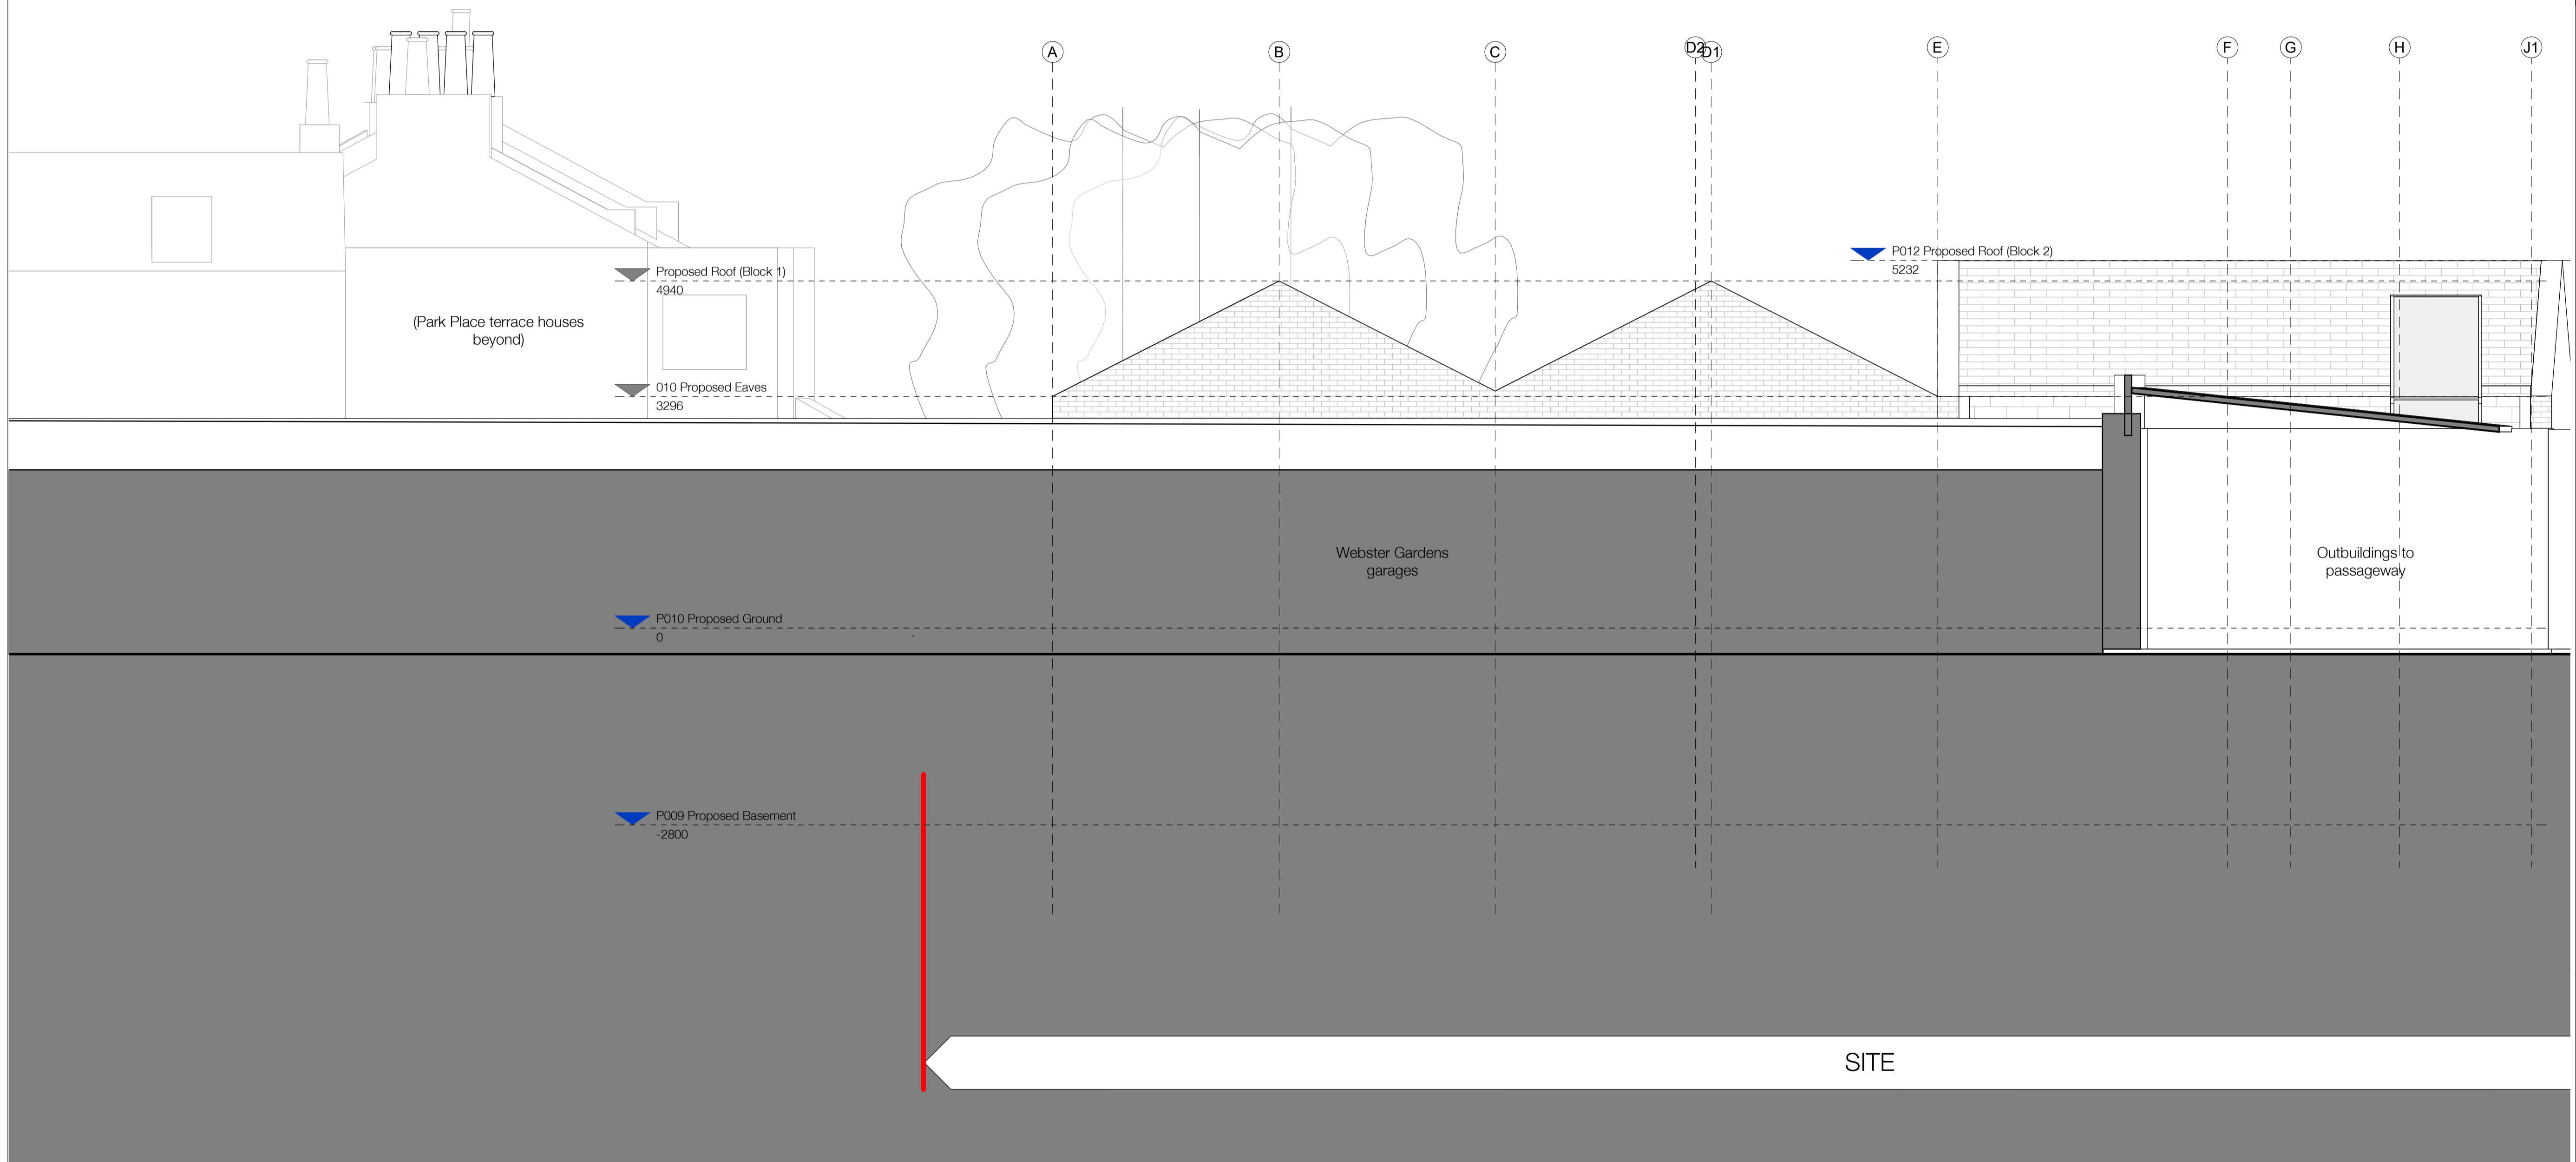 A
B
C
D2
D1
E
F
G
H
J1
P012 Proposed Roof (Block 2)
5232
Proposed Roof (Block 1)
4940
(Park Place terrace houses
beyond)
010 Proposed Eaves
3296
Webster Gardens
garages
Outbuildings to
passageway
P010 Proposed Ground
0
-
P009 Proposed Basement
-2800
SITE